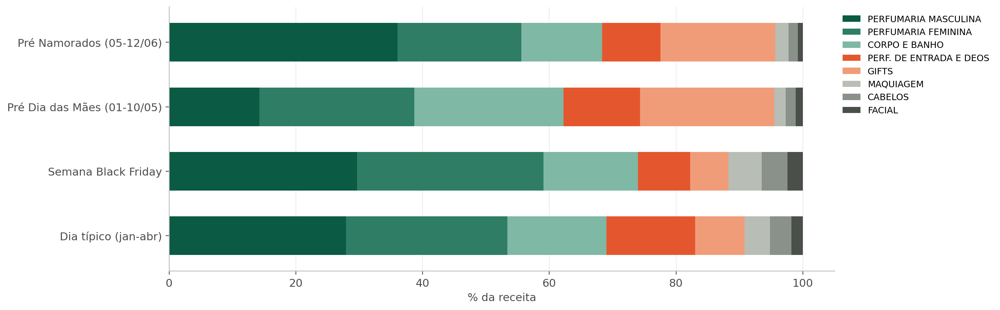 Pré Namorados (05-12/06)
Pré Dia das Mães (01-10/05)
Semana Black Friday
Dia típico (jan-abr)
0 20 40 60 80 100
% da receita
PERFUMARIA MASCULINA
PERFUMARIA FEMININA
CORPO E BANHO
PERF. DE ENTRADA E DEOS
GIFTS
MAQUIAGEM
CABELOS
FACIAL